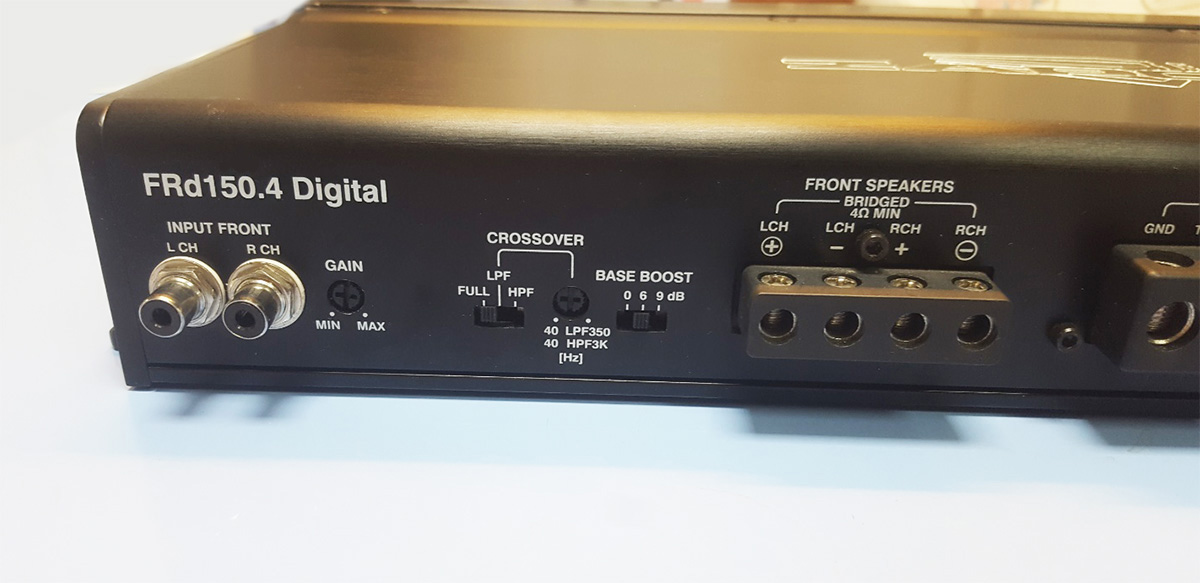 FRd150.4 Digital
INPUT FRONT
L CH
R CH
GAIN
MIN
MAX
CROSSOVER
LPF
FULL
HPF
40 LPF350
40 HPF3K
[Hz]
BASE BOOST
0 6 9 dB
FRONT SPEAKERS
BRIDGED
4Ω MIN
LCH LCH RCH RCH
+ − + −
GND